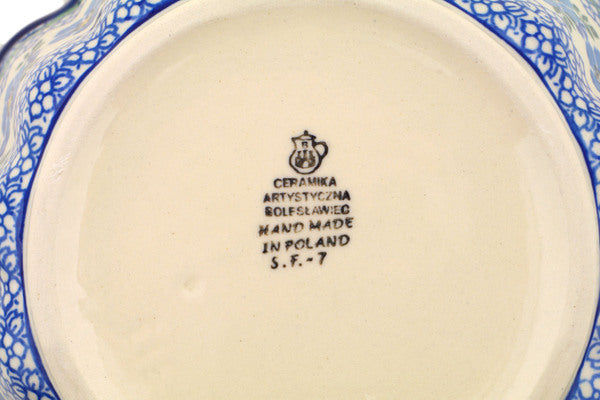 CERAMIKA
ARTYSTYCZNA
BOLESŁAWIEC
HAND MADE
IN POLAND
S.F.-7